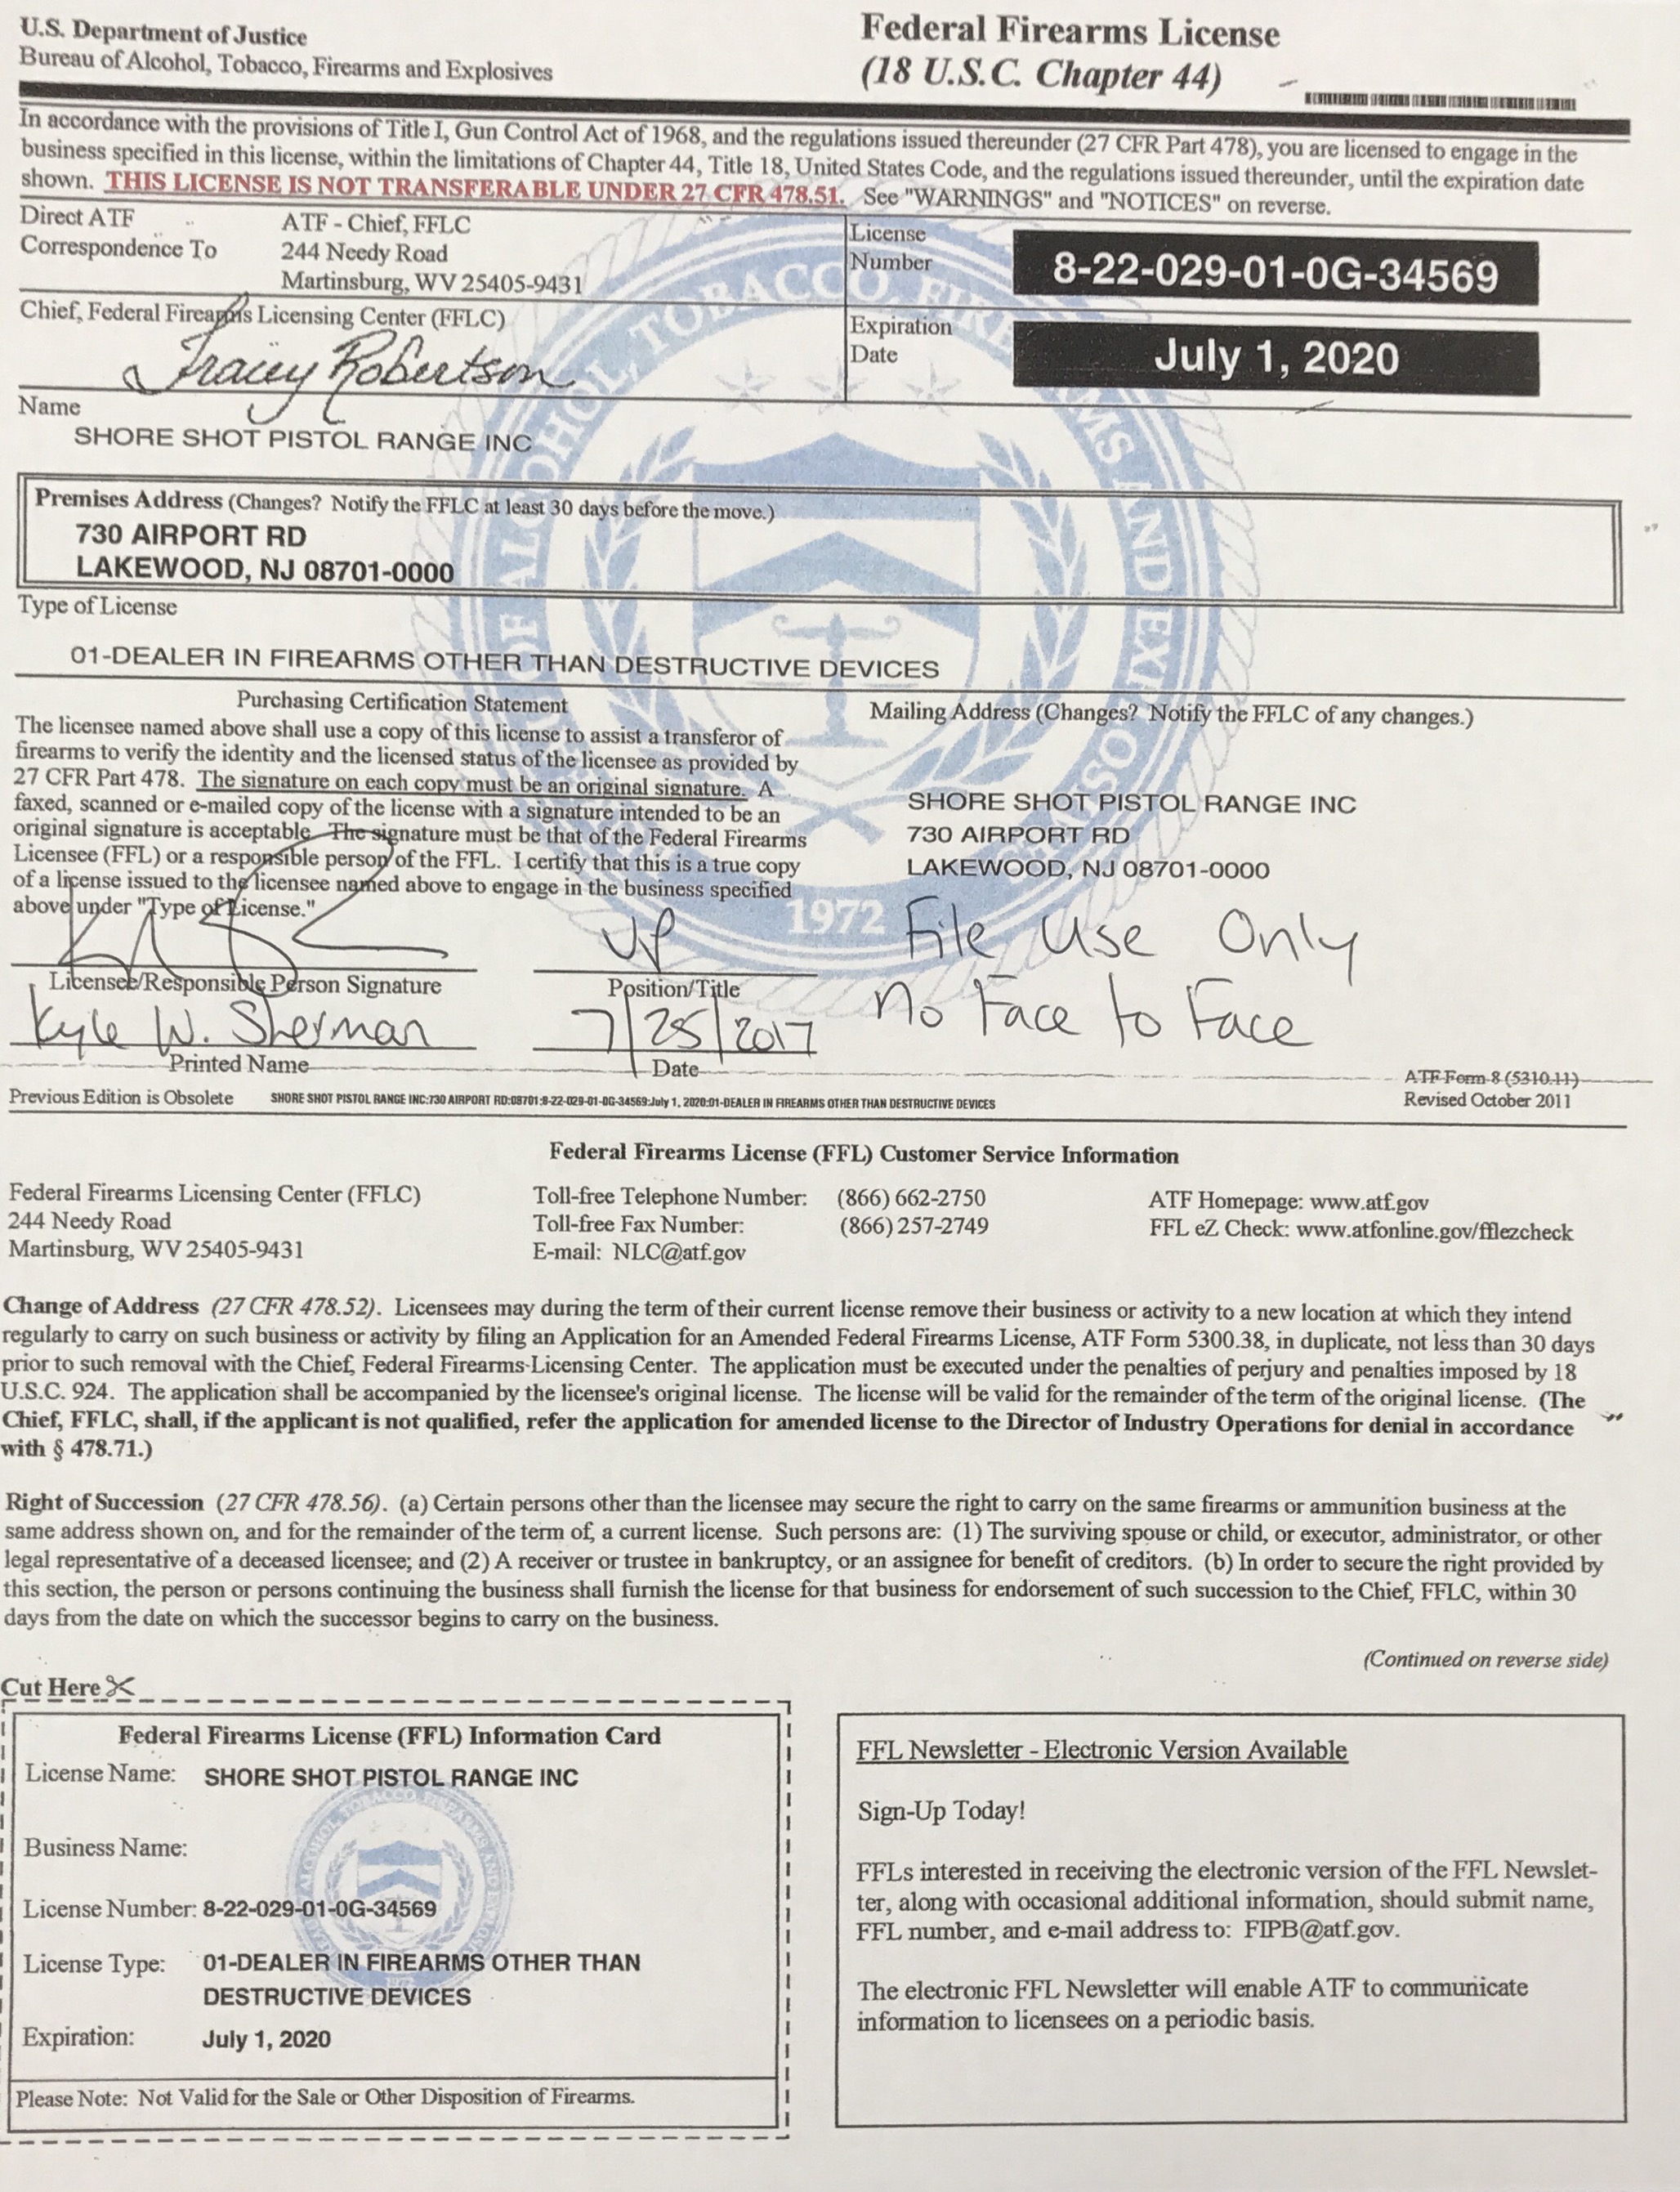 U.S. Department of Justice
Bureau of Alcohol, Tobacco, Firearms and Explosives
Federal Firearms License
(18 U.S.C. Chapter 44)
In accordance with the provisions of Title I, Gun Control Act of 1968, and the regulations issued thereunder (27 CFR Part 478), you are licensed to engage in the
business specified in this license, within the limitations of Chapter 44, Title 18, United States Code, and the regulations issued thereunder, until the expiration date
shown. THIS LICENSE IS NOT TRANSFERABLE UNDER 27 CFR 478.51. See "WARNINGS" and "NOTICES" on reverse.
Direct ATF
Correspondence To
ATF - Chief, FFLC
244 Needy Road
Martinsburg, WV 25405-9431
License
Number
8-22-029-01-0G-34569
Chief, Federal Firearms Licensing Center (FFLC)
Tracey Robertson
Expiration
Date
July 1, 2020
Name
SHORE SHOT PISTOL RANGE INC
Premises Address (Changes? Notify the FFLC at least 30 days before the move.)
730 AIRPORT RD
LAKEWOOD, NJ 08701-0000
Type of License
01-DEALER IN FIREARMS OTHER THAN DESTRUCTIVE DEVICES
Purchasing Certification Statement
The licensee named above shall use a copy of this license to assist a transferor of
firearms to verify the identity and the licensed status of the licensee as provided by
27 CFR Part 478. The signature on each copy must be an original signature. A
faxed, scanned or e-mailed copy of the license with a signature intended to be an
original signature is acceptable. The signature must be that of the Federal Firearms
Licensee (FFL) or a responsible person of the FFL. I certify that this is a true copy
of a license issued to the licensee named above to engage in the business specified
above under "Type of License."
Mailing Address (Changes? Notify the FFLC of any changes.)
SHORE SHOT PISTOL RANGE INC
730 AIRPORT RD
LAKEWOOD, NJ 08701-0000
1972
VP
File Use Only
No Face to Face
Licensee/Responsible Person Signature
Position/Title
Kyle W. Sherman
7/25/2017
Printed Name
Date
ATF Form 8 (5310.11)
Revised October 2011
Previous Edition is Obsolete
SHORE SHOT PISTOL RANGE INC:730 AIRPORT RD:08701:8-22-029-01-0G-34569:July 1, 2020:01-DEALER IN FIREARMS OTHER THAN DESTRUCTIVE DEVICES
Federal Firearms License (FFL) Customer Service Information
Federal Firearms Licensing Center (FFLC)
244 Needy Road
Martinsburg, WV 25405-9431
Toll-free Telephone Number: (866) 662-2750
Toll-free Fax Number: (866) 257-2749
E-mail: NLC@atf.gov
ATF Homepage: www.atf.gov
FFL eZ Check: www.atfonline.gov/fflezcheck
Change of Address (27 CFR 478.52). Licensees may during the term of their current license remove their business or activity to a new location at which they intend
regularly to carry on such business or activity by filing an Application for an Amended Federal Firearms License, ATF Form 5300.38, in duplicate, not less than 30 days
prior to such removal with the Chief, Federal Firearms Licensing Center. The application must be executed under the penalties of perjury and penalties imposed by 18
U.S.C. 924. The application shall be accompanied by the licensee's original license. The license will be valid for the remainder of the term of the original license. (The
Chief, FFLC, shall, if the applicant is not qualified, refer the application for amended license to the Director of Industry Operations for denial in accordance
with § 478.71.)
Right of Succession (27 CFR 478.56). (a) Certain persons other than the licensee may secure the right to carry on the same firearms or ammunition business at the
same address shown on, and for the remainder of the term of, a current license. Such persons are: (1) The surviving spouse or child, or executor, administrator, or other
legal representative of a deceased licensee; and (2) A receiver or trustee in bankruptcy, or an assignee for benefit of creditors. (b) In order to secure the right provided by
this section, the person or persons continuing the business shall furnish the license for that business for endorsement of such succession to the Chief, FFLC, within 30
days from the date on which the successor begins to carry on the business.
(Continued on reverse side)
Cut Here
Federal Firearms License (FFL) Information Card
License Name: SHORE SHOT PISTOL RANGE INC
Business Name:
License Number: 8-22-029-01-0G-34569
License Type: 01-DEALER IN FIREARMS OTHER THAN
DESTRUCTIVE DEVICES
Expiration: July 1, 2020
Please Note: Not Valid for the Sale or Other Disposition of Firearms.
FFL Newsletter - Electronic Version Available
Sign-Up Today!
FFLs interested in receiving the electronic version of the FFL Newslet-
ter, along with occasional additional information, should submit name,
FFL number, and e-mail address to: FIPB@atf.gov.
The electronic FFL Newsletter will enable ATF to communicate
information to licensees on a periodic basis.